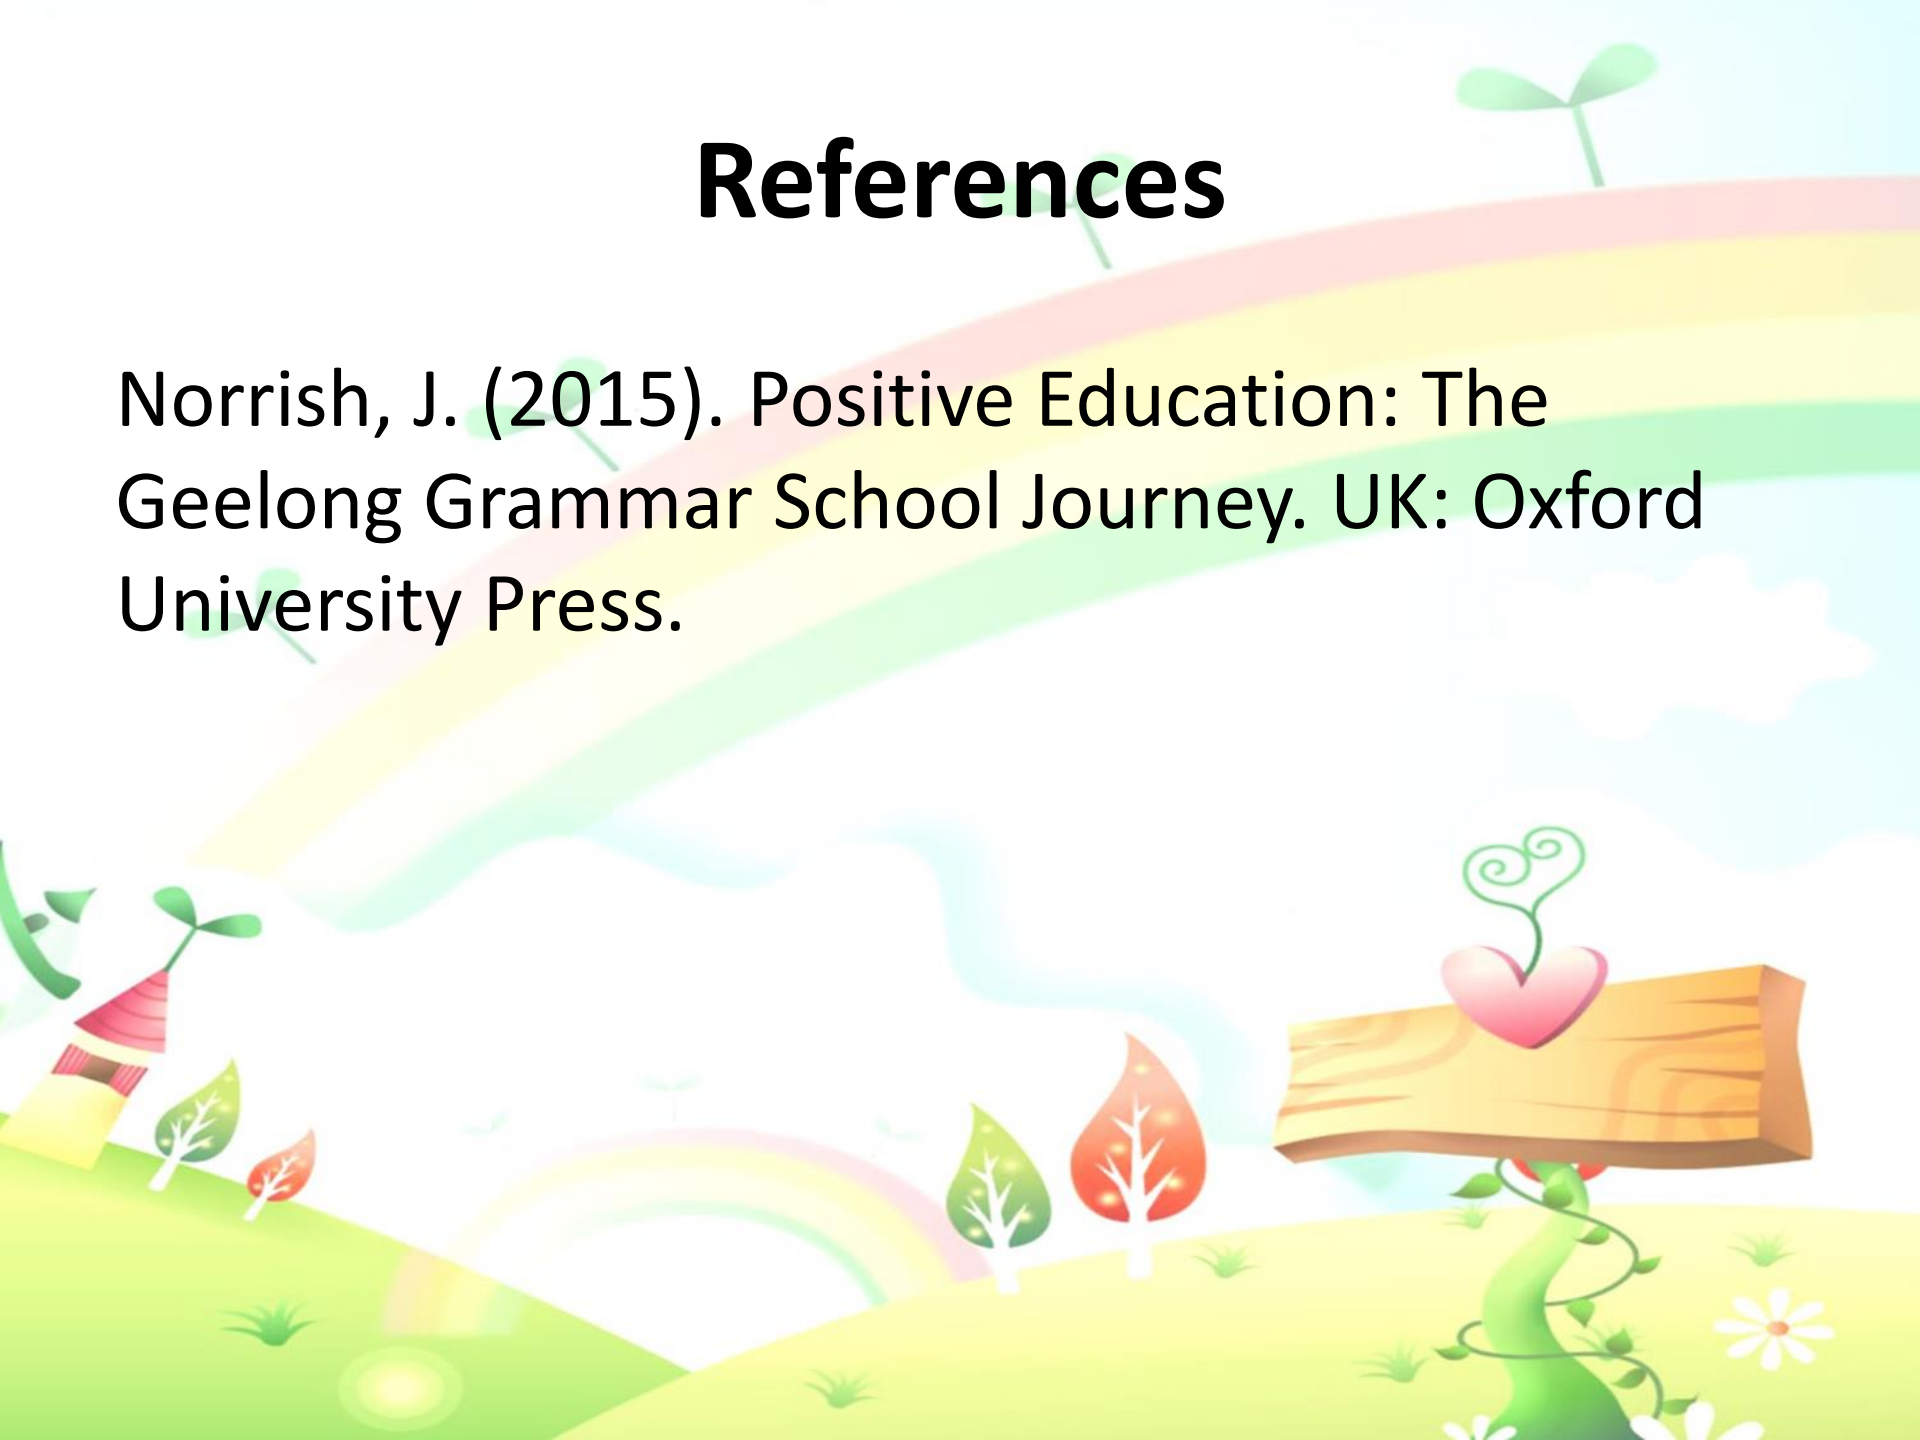 References
Norrish, J. (2015). Positive Education: The
Geelong Grammar School Journey. UK: Oxford
University Press.